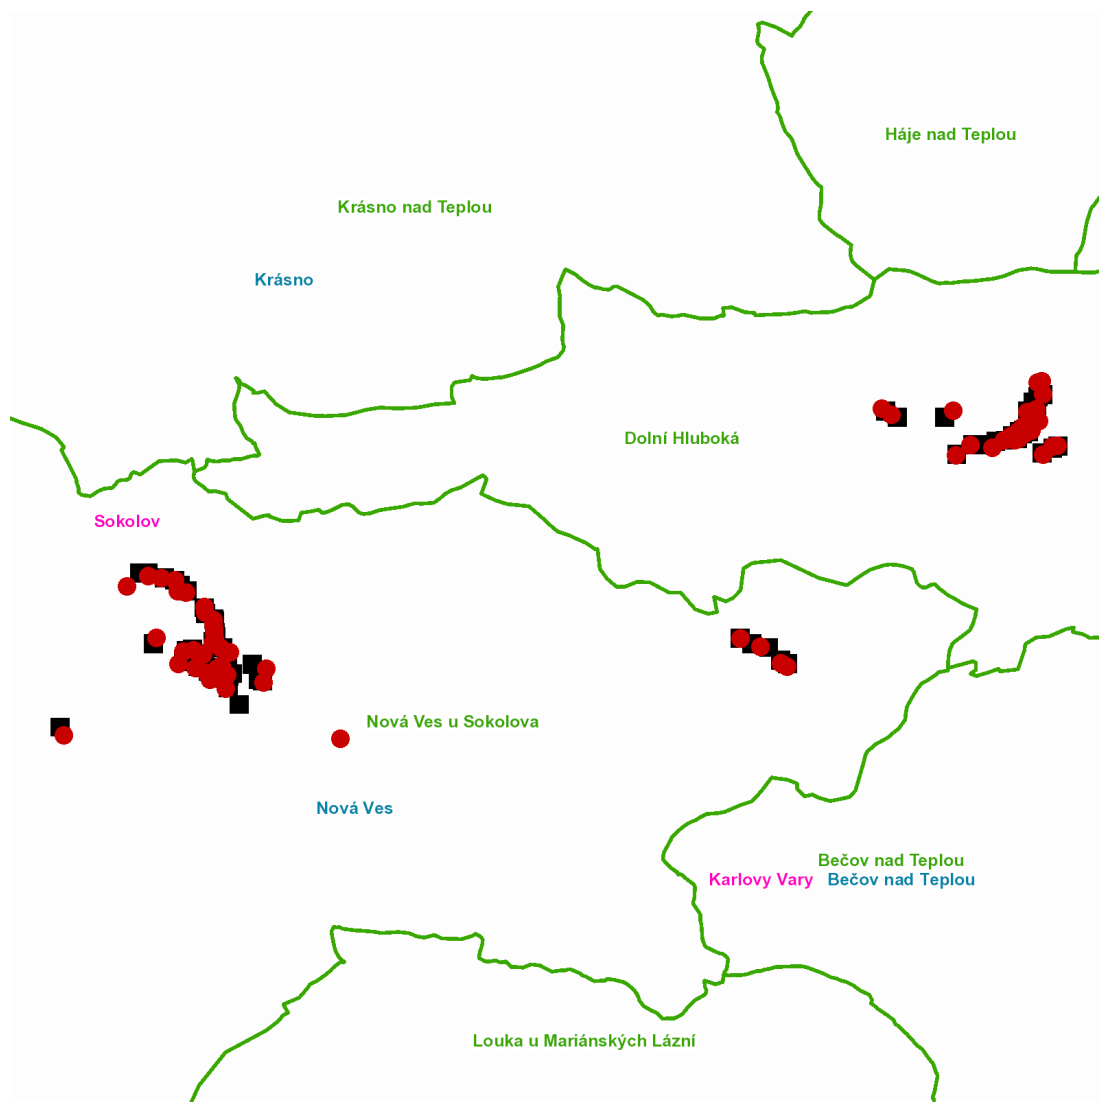 Háje nad Teplou
Krásno nad Teplou
Krásno
Dolní Hluboká
Sokolov
Nová Ves u Sokolova
Nová Ves
Bečov nad Teplou
Karlovy Vary Bečov nad Teplou
Louka u Mariánských Lázní